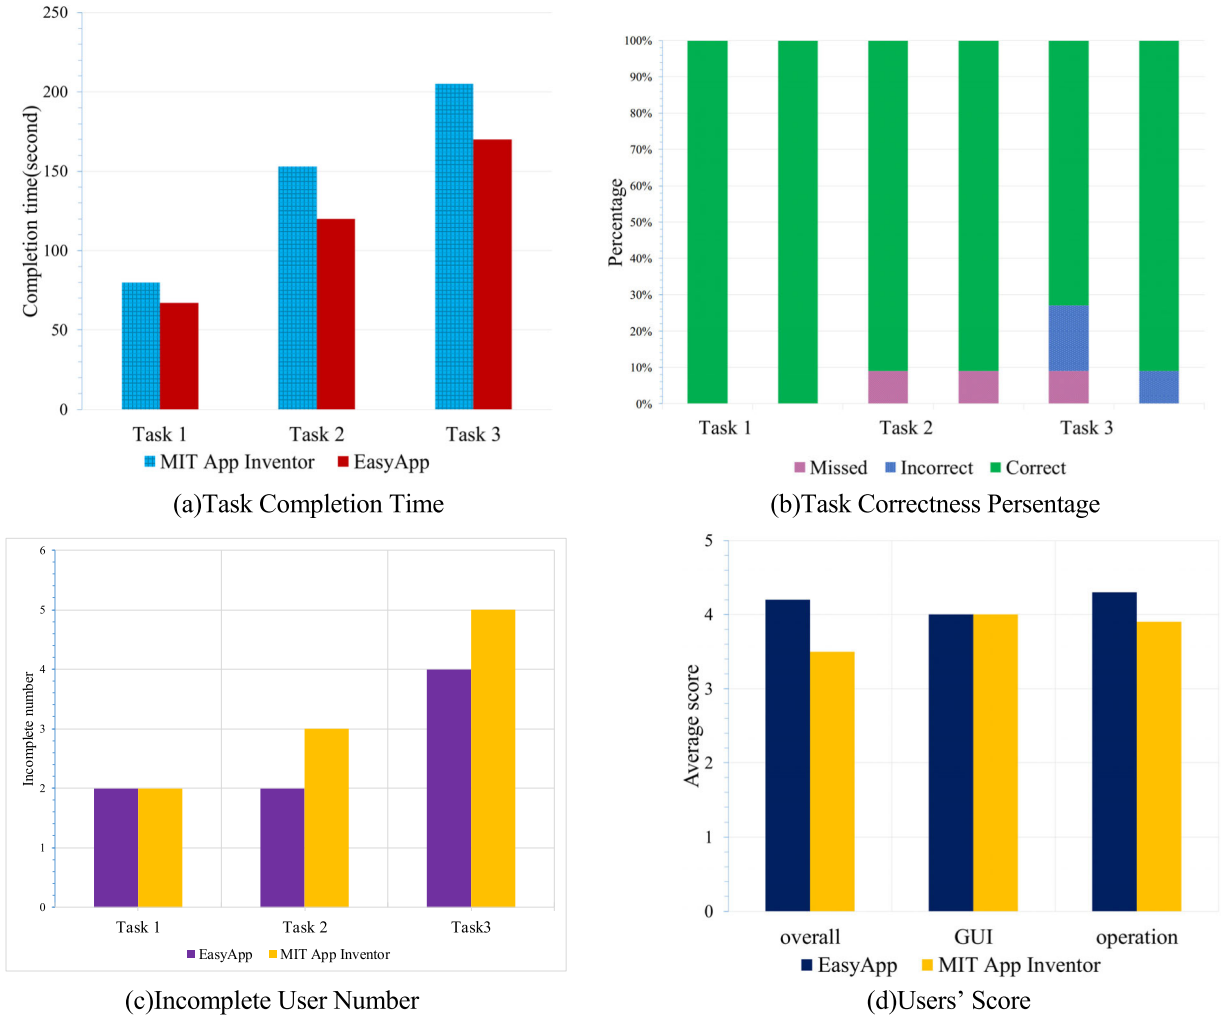 250
200
150
100
50
0
Completion time(second)
Task 1
Task 2
Task 3
MIT App Inventor
EasyApp
(a)Task Completion Time
100%
90%
80%
70%
60%
50%
40%
30%
20%
10%
0%
Percentage
Task 1
Task 2
Task 3
Missed
Incorrect
Correct
(b)Task Correctness Persentage
6
5
4
3
2
1
0
Incomplete number
Task 1
Task 2
Task3
EasyApp
MIT App Inventor
(c)Incomplete User Number
5
4
3
2
1
0
Average score
overall
GUI
operation
EasyApp
MIT App Inventor
(d)Users’ Score